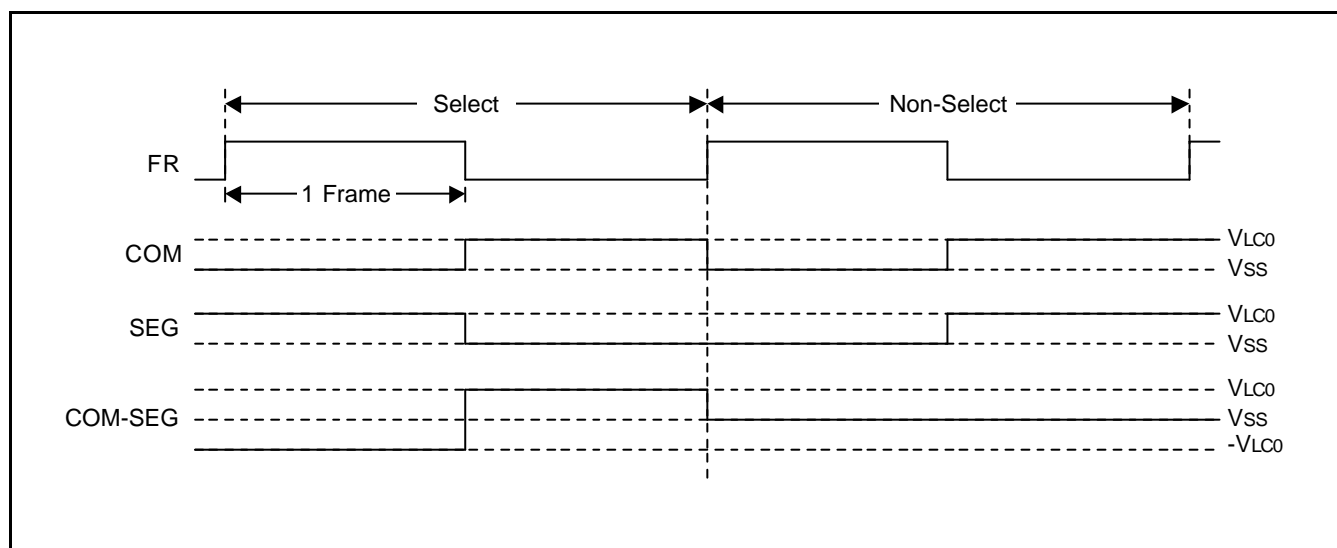 Select
Non-Select
FR
1 Frame
COM
VLC0
VSS
SEG
VLC0
VSS
COM-SEG
VLC0
VSS
-VLC0